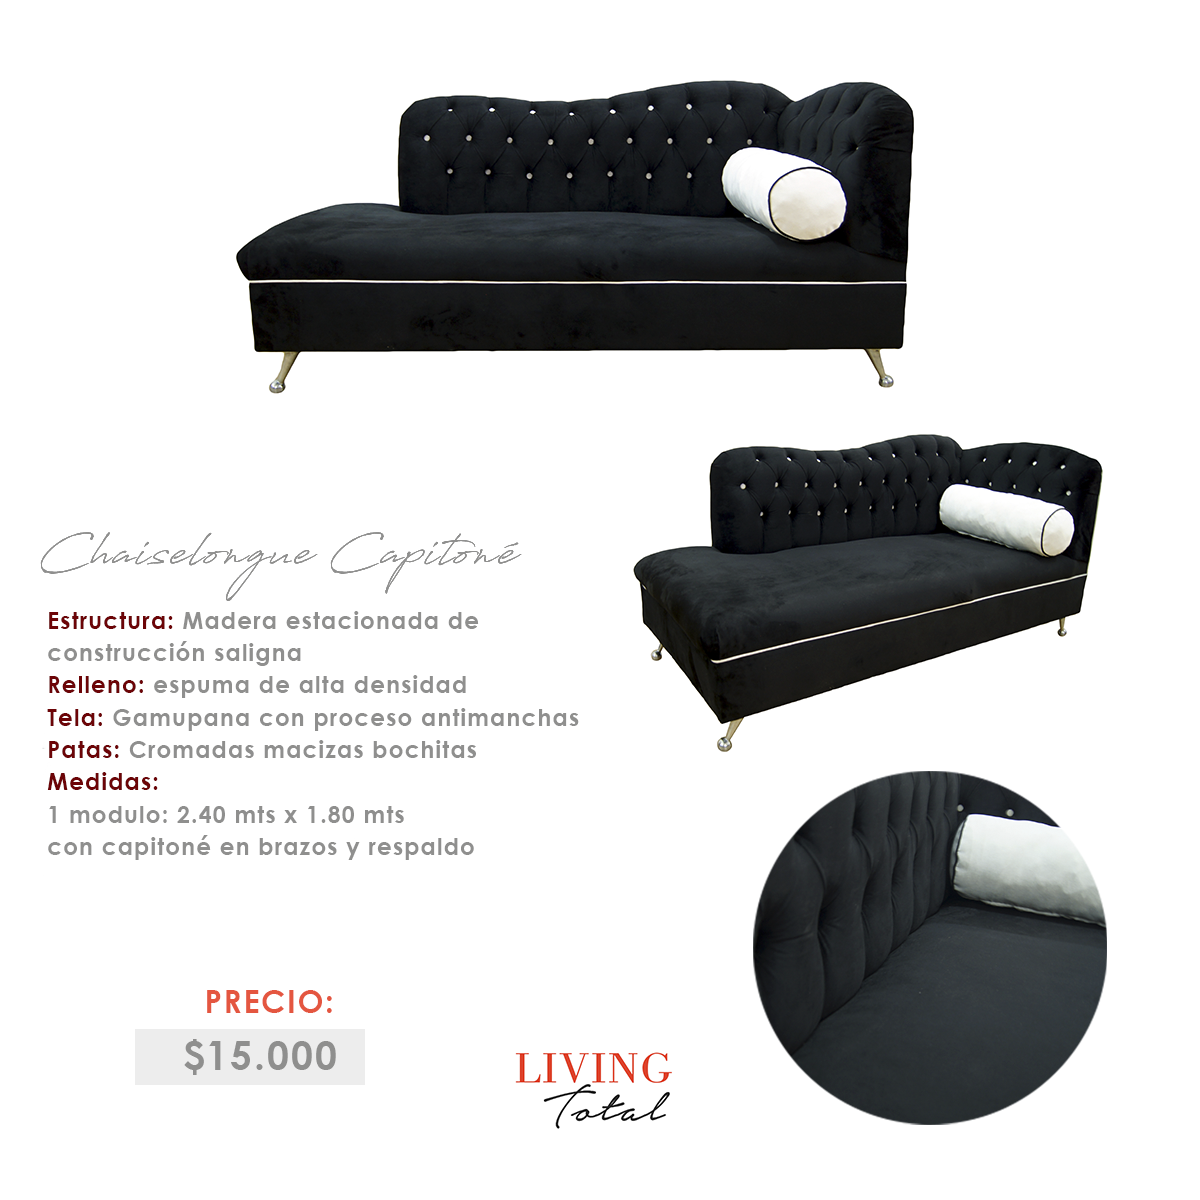 Chaiselongue Capitoné
Estructura: Madera estacionada de
construcción saligna
Relleno: espuma de alta densidad
Tela: Gamupana con proceso antimanchas
Patas: Cromadas macizas bochitas
Medidas:
1 modulo: 2.40 mts x 1.80 mts
con capitoné en brazos y respaldo
PRECIO:
$15.000
LIVING
Total